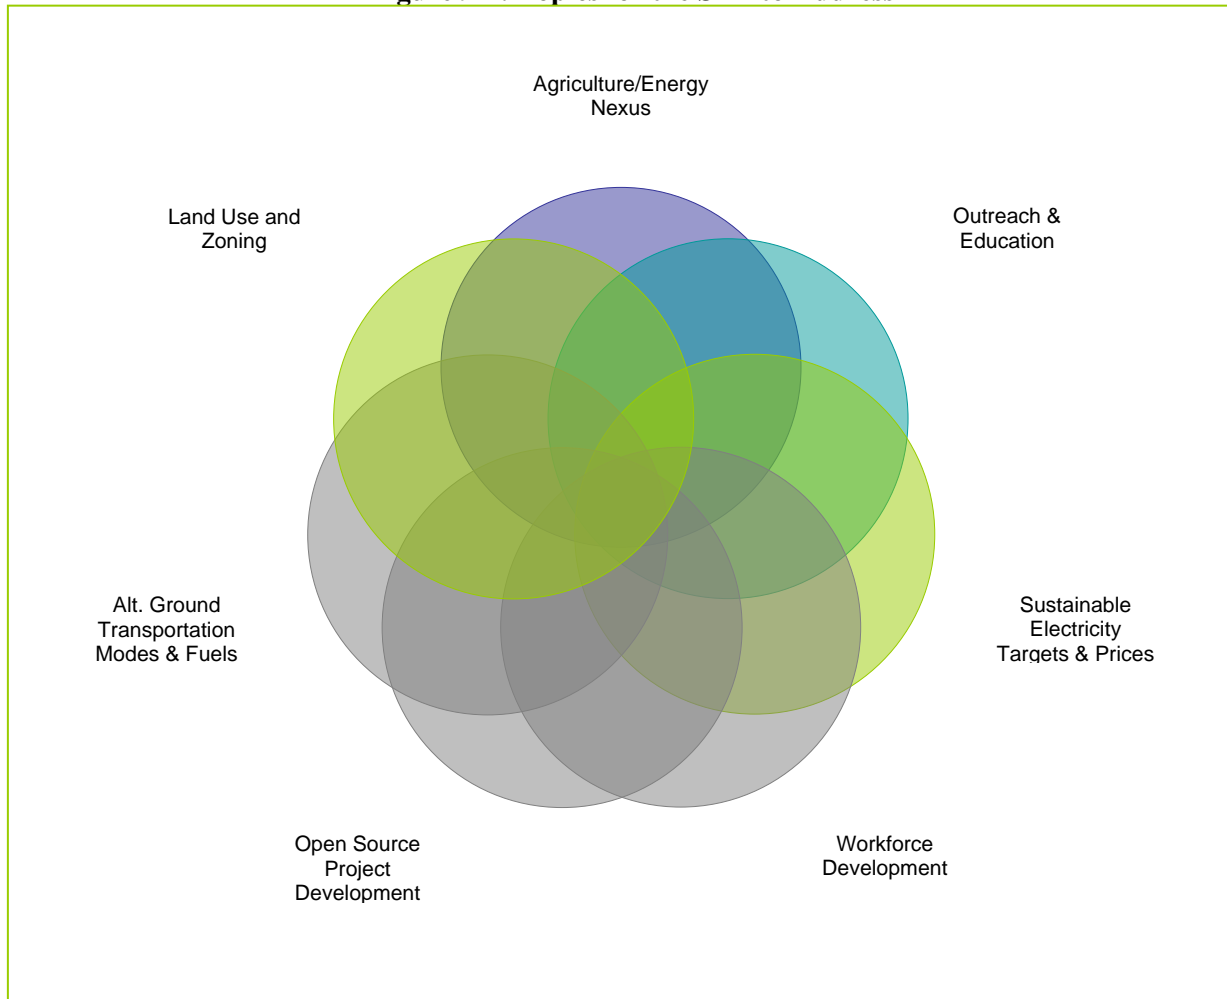 Agriculture/Energy
Nexus
Land Use and
Zoning
Outreach &
Education
Alt. Ground
Transportation
Modes & Fuels
Sustainable
Electricity
Targets & Prices
Open Source
Project
Development
Workforce
Development